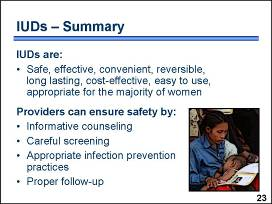 IUDs – Summary
IUDs are:
• Safe, effective, convenient, reversible,
long lasting, cost-effective, easy to use,
appropriate for the majority of women
Providers can ensure safety by:
• Informative counseling
• Careful screening
• Appropriate infection prevention
practices
• Proper follow-up
23